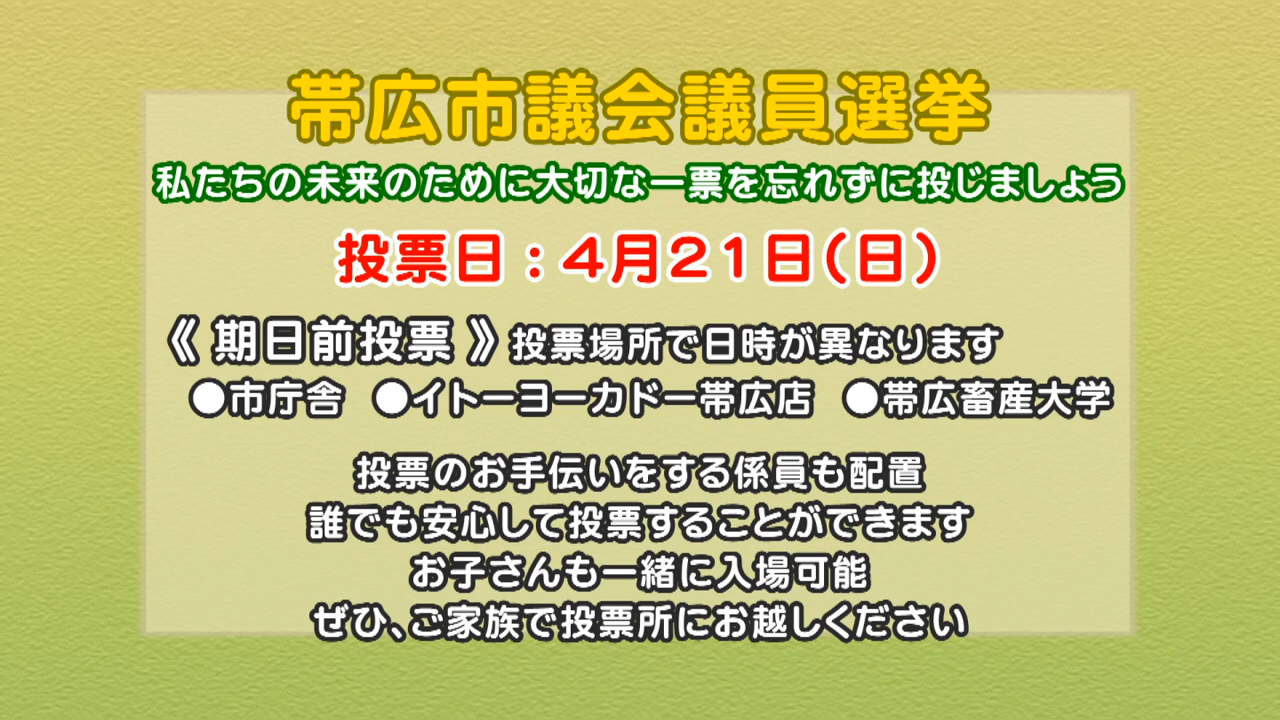 帯広市議会議員選挙
私たちの未来のために大切な一票を忘れずに投じましょう
投票日：４月２１日（日）
《 期日前投票 》投票場所で日時が異なります
●市庁舎　●イトーヨーカドー帯広店　●帯広畜産大学
投票のお手伝いをする係員も配置
誰でも安心して投票することができます
お子さんも一緒に入場可能
ぜひ、ご家族で投票所にお越しください